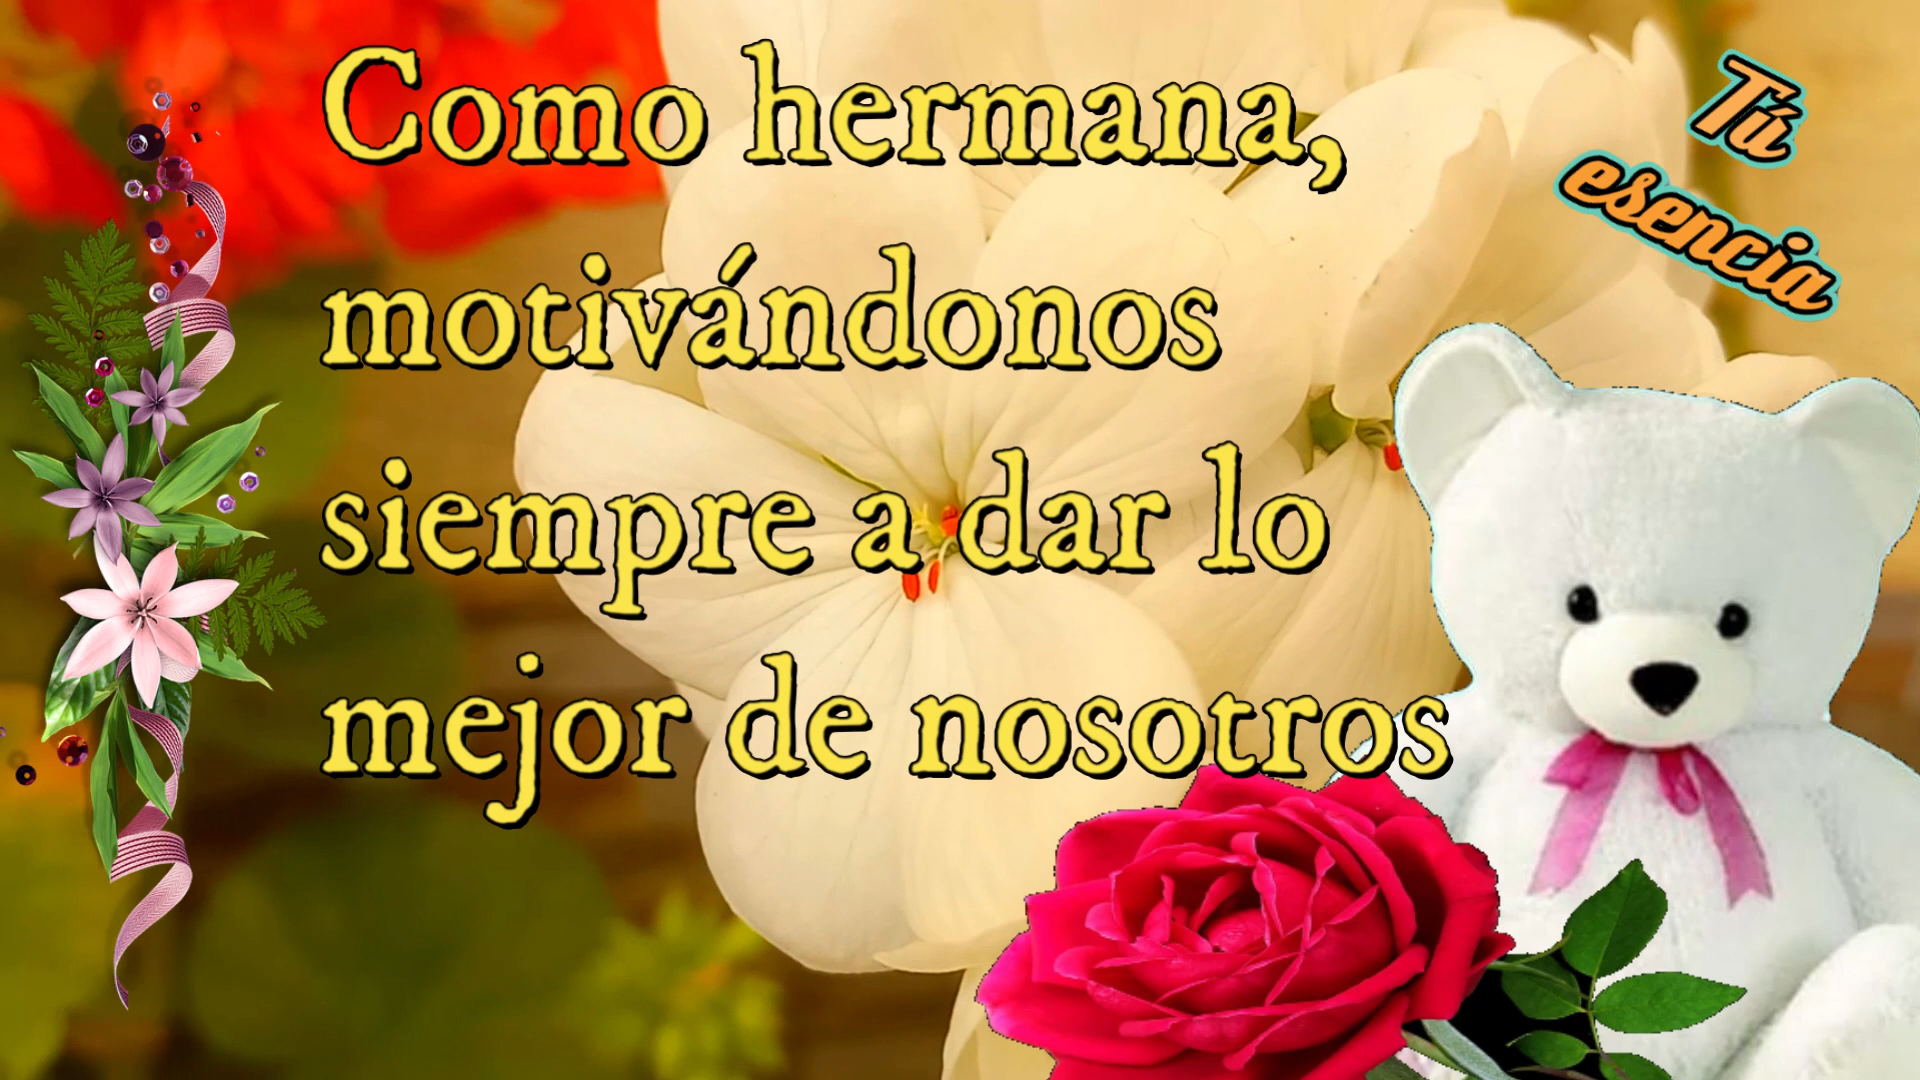 Como hermana,
motivándonos
siempre a dar lo
mejor de nosotros
Tú
esencia